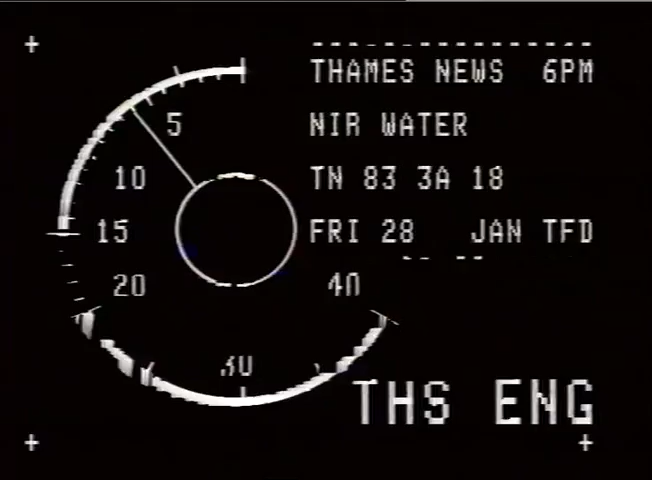 THAMES NEWS 6PM
NIR WATER
TN 83 3A 18
FRI 28 JAN TFD
5
10
15
20
30
40
THS ENG